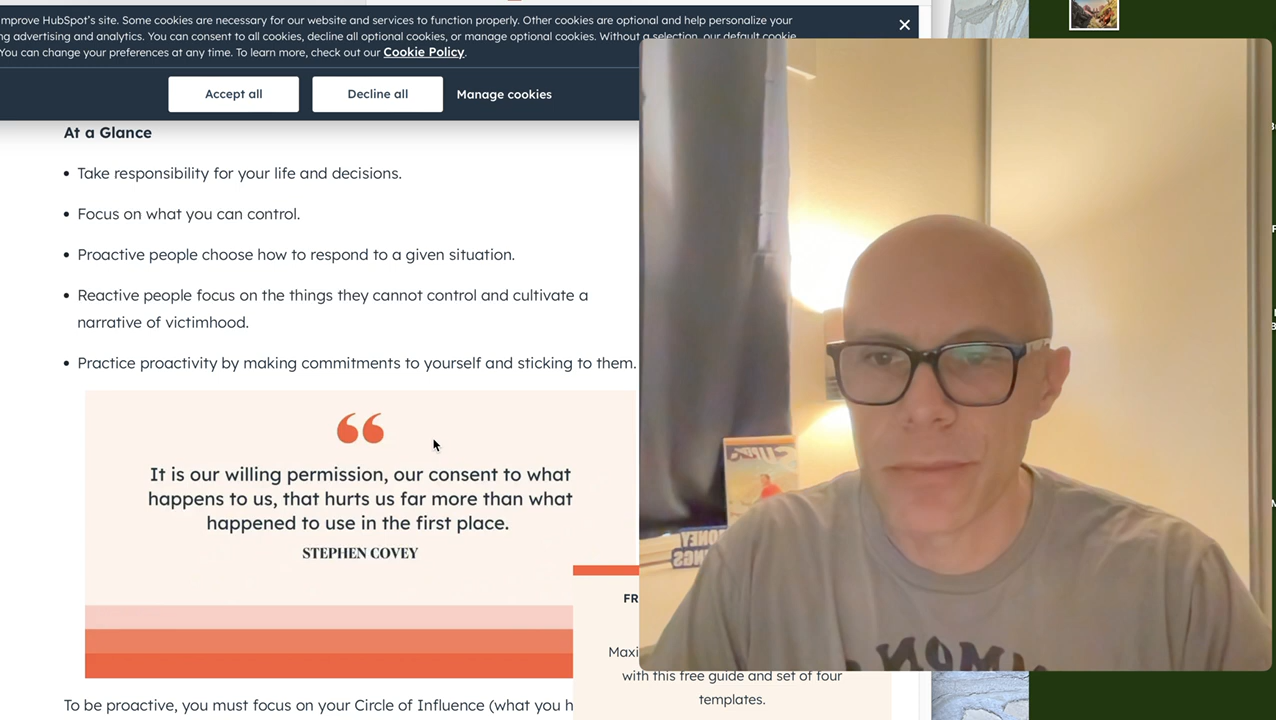 improve HubSpot's site. Some cookies are necessary for our website and services to function properly. Other cookies are optional and help personalize your
ng advertising and analytics. You can consent to all cookies, decline all optional cookies, or manage optional cookies. Without a selection, our default cookie
You can change your preferences at any time. To learn more, check out our Cookie Policy.
Accept all
Decline all
Manage cookies
At a Glance
• Take responsibility for your life and decisions.
• Focus on what you can control.
• Proactive people choose how to respond to a given situation.
• Reactive people focus on the things they cannot control and cultivate a
narrative of victimhood.
• Practice proactivity by making commitments to yourself and sticking to them.
It is our willing permission, our consent to what
happens to us, that hurts us far more than what
happened to use in the first place.
STEPHEN COVEY
FR
Maxi
with this free guide and set of four
templates.
To be proactive, you must focus on your Circle of Influence (what you h
MONEY